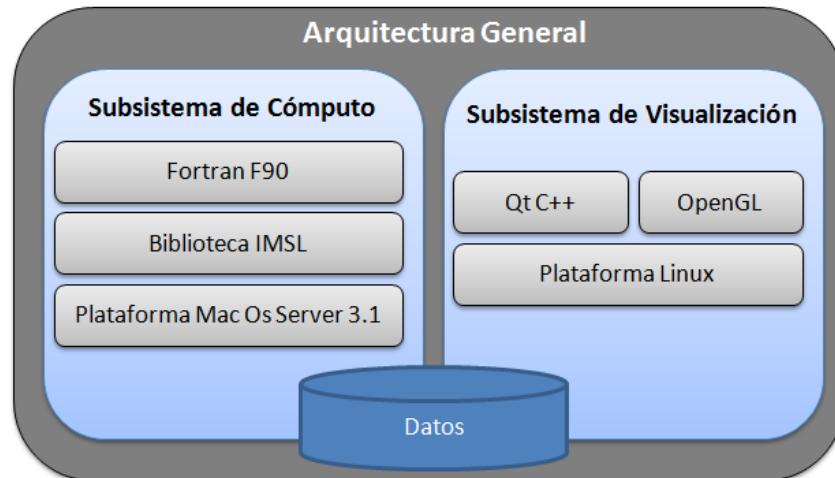 Arquitectura General
Subsistema de Cómputo
Fortran F90
Biblioteca IMSL
Plataforma Mac Os Server 3.1
Subsistema de Visualización
Qt C++
OpenGL
Plataforma Linux
Datos